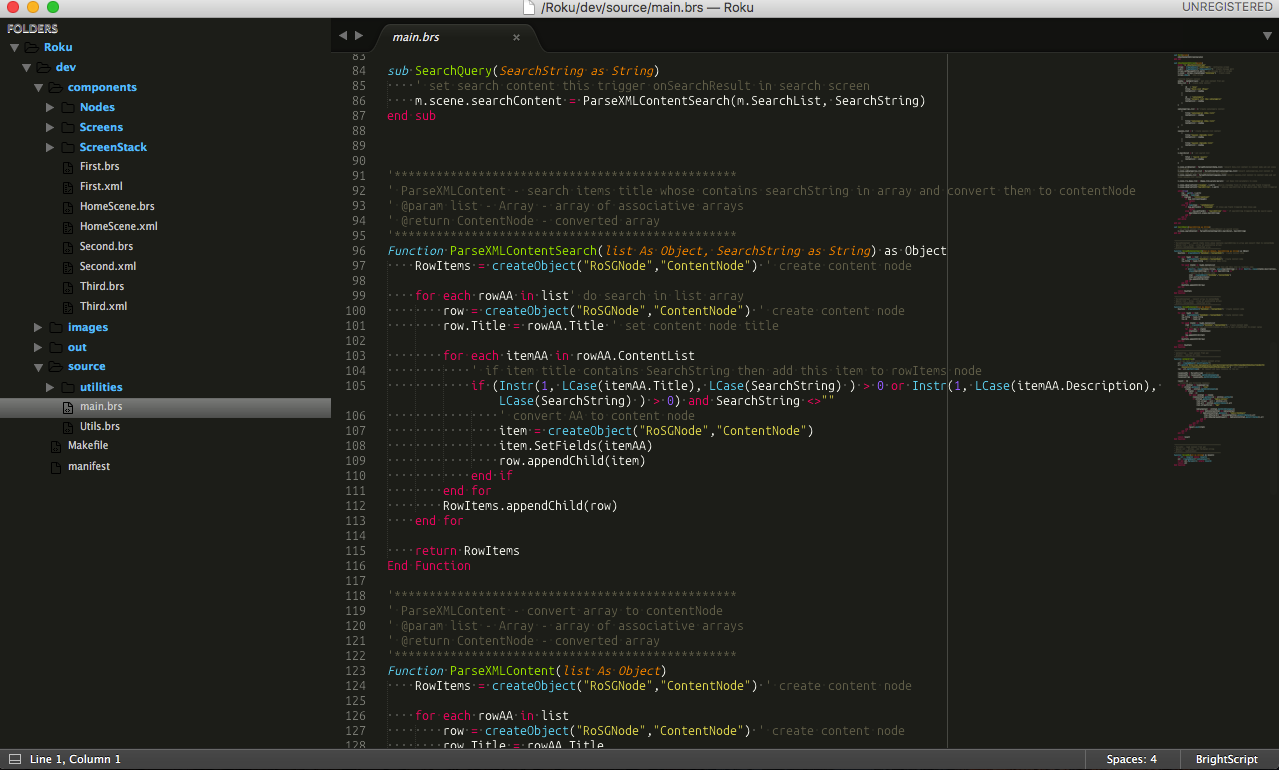 /Roku/dev/source/main.brs — Roku
UNREGISTERED
FOLDERS
Roku
dev
components
Nodes
Screens
ScreenStack
First.brs
First.xml
HomeScene.brs
HomeScene.xml
Second.brs
Second.xml
Third.brs
Third.xml
images
out
source
utilities
main.brs
Utils.brs
Makefile
manifest
main.brs ×
83
84 sub SearchQuery(SearchString as String)
85     ' set search content this trigger onSearchResult in search screen
86     m.scene.searchContent = ParseXMLContentSearch(m.SearchList, SearchString)
87 end sub
88
89
90
91 '*************************************************
92 ' ParseXMLContent - search items title whose contains searchString in array and convert them to contentNode
93 ' @param list - Array - array of associative arrays
94 ' @return ContentNode - converted array
95 '*************************************************
96 Function ParseXMLContentSearch(list As Object, SearchString as String) as Object
97     RowItems = createObject("RoSGNode","ContentNode") ' create content node
98
99     for each rowAA in list' do search in list array
100         row = createObject("RoSGNode","ContentNode") ' create content node
101         row.Title = rowAA.Title ' set content node title
102
103         for each itemAA in rowAA.ContentList
104             ' if item title contains SearchString then add this item to rowItems node
105             if (Instr(1, LCase(itemAA.Title), LCase(SearchString) ) > 0 or Instr(1, LCase(itemAA.Description),
LCase(SearchString) ) > 0) and SearchString <>""
106                 ' convert AA to content node
107                 item = createObject("RoSGNode","ContentNode")
108                 item.SetFields(itemAA)
109                 row.appendChild(item)
110             end if
111         end for
112         RowItems.appendChild(row)
113     end for
114
115     return RowItems
116 End Function
117
118 '*************************************************
119 ' ParseXMLContent - convert array to contentNode
120 ' @param list - Array - array of associative arrays
121 ' @return ContentNode - converted array
122 '*************************************************
123 Function ParseXMLContent(list As Object)
124     RowItems = createObject("RoSGNode","ContentNode") ' create content node
125
126     for each rowAA in list
127         row = createObject("RoSGNode","ContentNode") ' create content node
128         row.Title = rowAA.Title
Line 1, Column 1
Spaces: 4
BrightScript